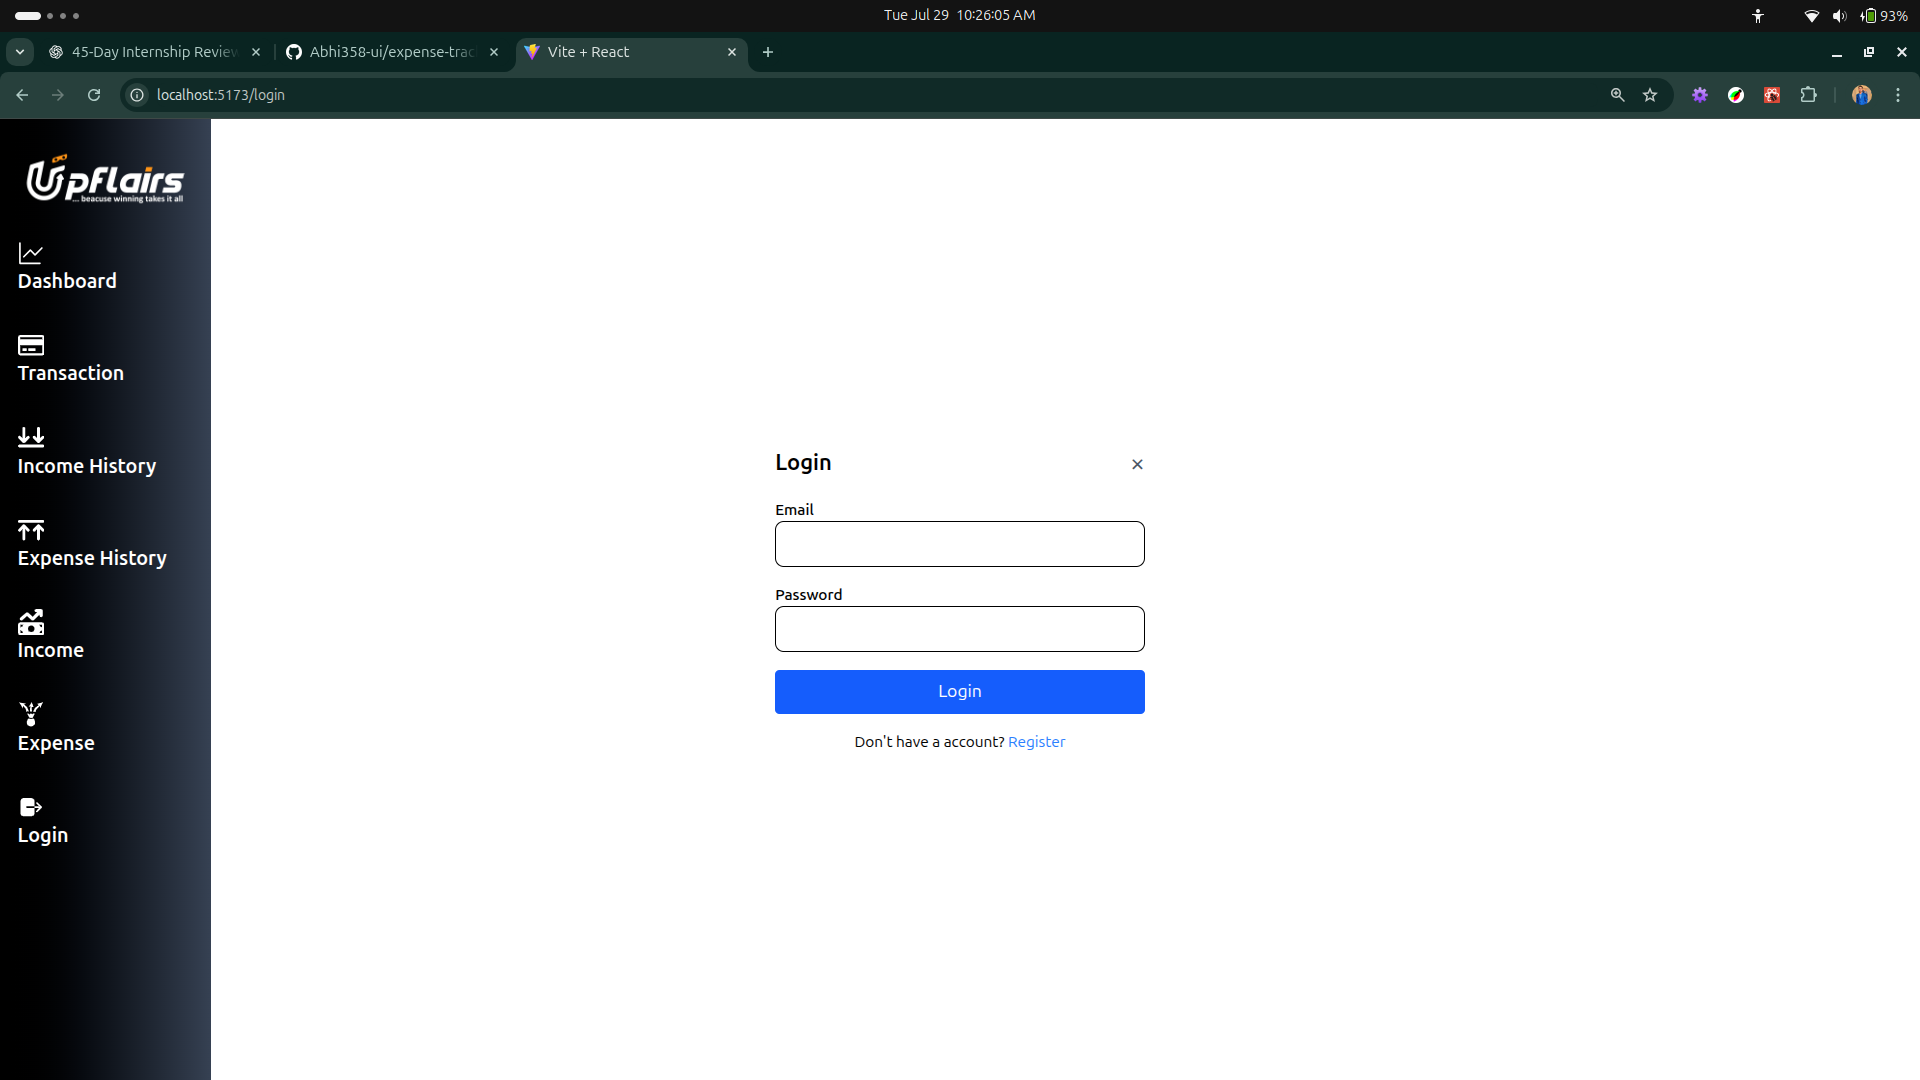 Tue Jul 29 10:26:05 AM
93%
45-Day Internship Review
Abhi358-ui/expense-trac
Vite + React
localhost:5173/login
Upflairs
... beacuse winning takes it all
Dashboard
Transaction
Income History
Expense History
Income
Expense
Login
Login
Email
Password
Login
Don't have a account? Register